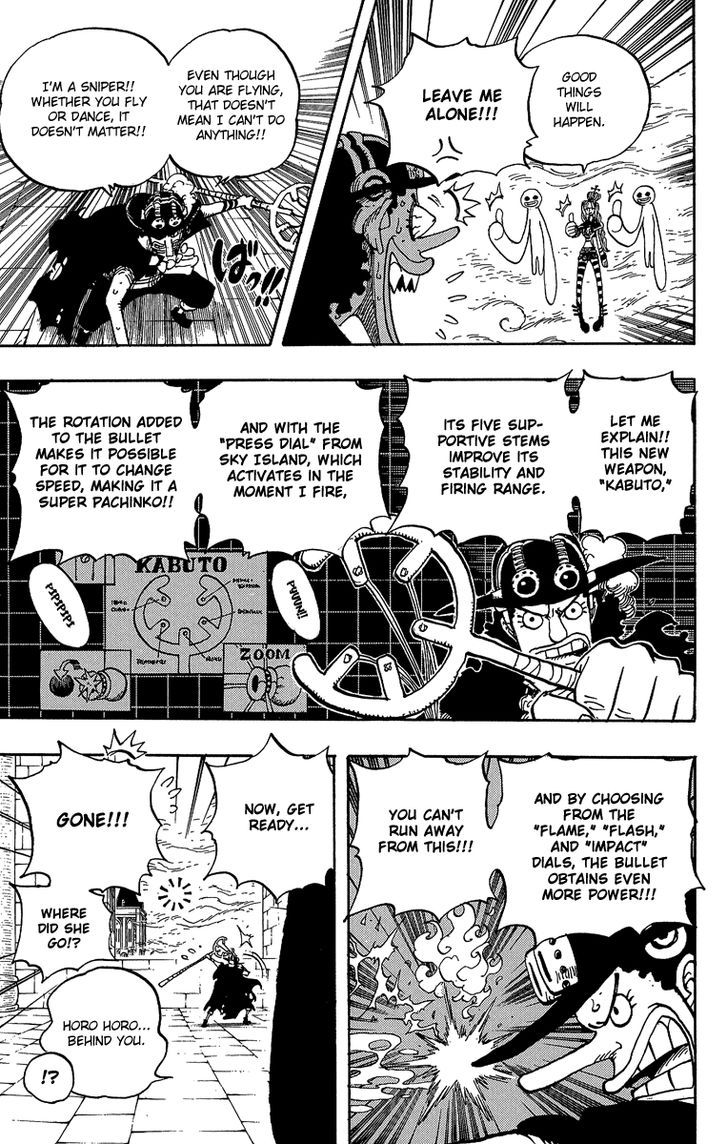 GOOD
THINGS
WILL
HAPPEN.
LEAVE ME
ALONE!!!
EVEN THOUGH
YOU ARE FLYING,
THAT DOESN'T
MEAN I CAN'T DO
ANYTHING!!
I'M A SNIPER!!
WHETHER YOU FLY
OR DANCE, IT
DOESN'T MATTER!!
ばっ!!
LET ME
EXPLAIN!!
THIS NEW
WEAPON,
"KABUTO,"
ITS FIVE SUP-
PORTIVE STEMS
IMPROVE ITS
STABILITY AND
FIRING RANGE.
AND WITH THE
"PRESS DIAL" FROM
SKY ISLAND, WHICH
ACTIVATES IN THE
MOMENT I FIRE,
THE ROTATION ADDED
TO THE BULLET
MAKES IT POSSIBLE
FOR IT TO CHANGE
SPEED, MAKING IT A
SUPER PACHINKO!!
KABUTO
ZOOM
PIPIPIPI
AND BY CHOOSING
FROM THE
"FLAME," "FLASH,"
AND "IMPACT"
DIALS, THE BULLET
OBTAINS EVEN
MORE POWER!!!
YOU CAN'T
RUN AWAY
FROM THIS!!!
NOW, GET
READY...
GONE!!!
WHERE
DID SHE
GO!?
HORO HORO...
BEHIND YOU.
!?